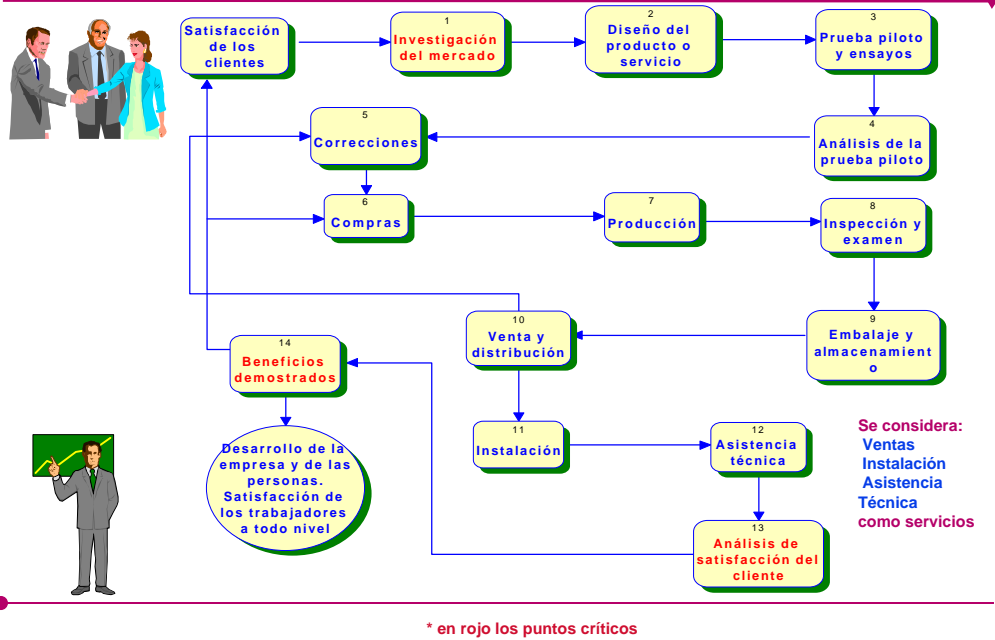 Satisfacción
de los
clientes
1
Investigación
del mercado
2
Diseño del
producto o
servicio
3
Prueba piloto
y ensayos
4
Análisis de la
prueba piloto
5
Correcciones
6
Compras
7
Producción
8
Inspección y
examen
9
Embalaje y
almacenamient
o
10
Venta y
distribución
11
Instalación
12
Asistencia
técnica
13
Análisis de
satisfacción del
cliente
14
Beneficios
demostrados
Desarrollo de la
empresa y de las
personas.
Satisfacción de
los trabajadores
a todo nivel
Se considera:
Ventas
Instalación
Asistencia
Técnica
como servicios
* en rojo los puntos críticos